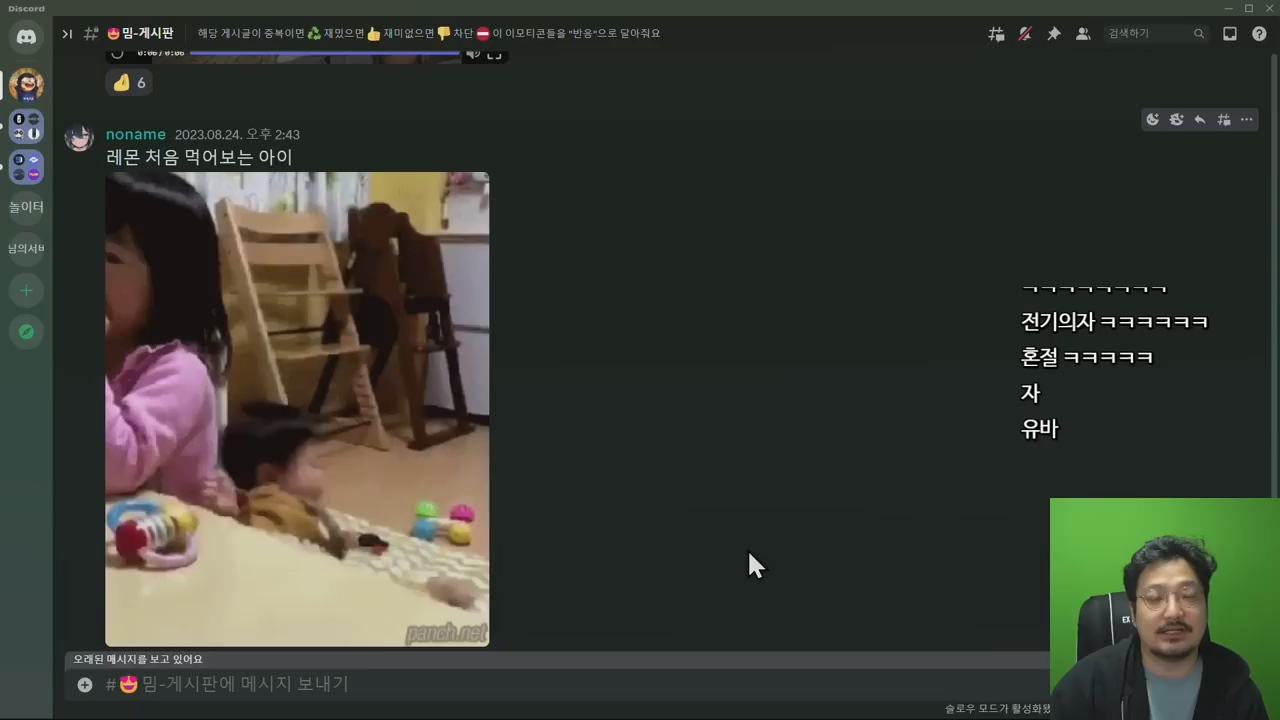 Discord
밈-게시판
해당 게시글이 중복이면 ♻️ 재밌으면 👍 재미없으면 👎 차단 ⛔ 이 이모티콘들을 "반응"으로 달아줘요
검색하기
0:06/0:06
6
noname 2023.08.24. 오후 2:43
레몬 처음 먹어보는 아이
놀이터
님의서버
ㅋㅋㅋㅋㅋㅋㅋㅋ
전기의자 ㅋㅋㅋㅋㅋㅋ
혼절 ㅋㅋㅋㅋㅋ
자
유바
panch.net
EX
오래된 메시지를 보고 있어요
#😍밈-게시판에 메시지 보내기
슬로우 모드가 활성화됐